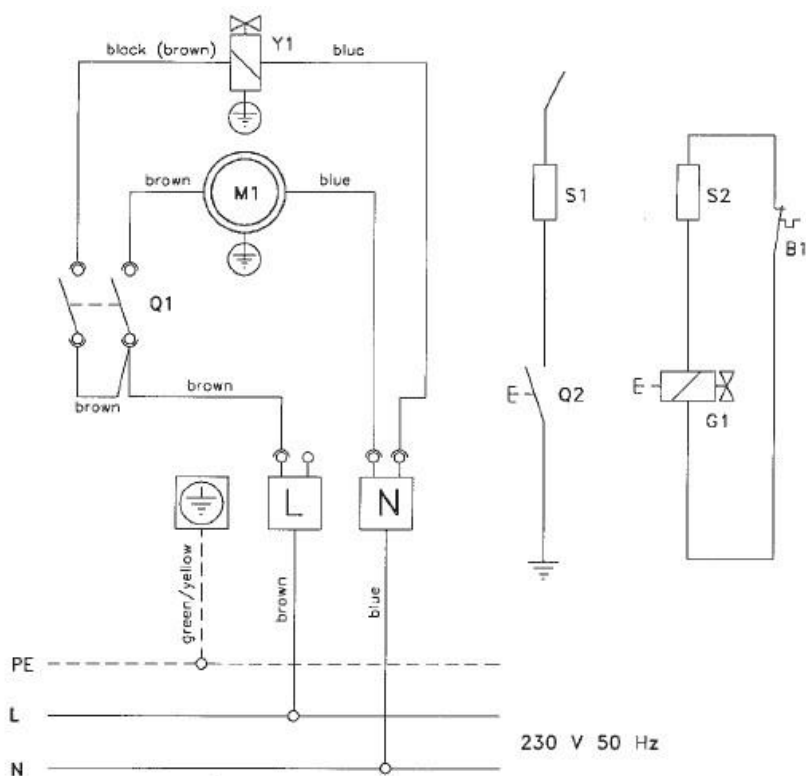 black (brown)
Y1
blue
brown
M1
blue
S1
S2
B1
Q1
brown
brown
E
Q2
E
G1
L
N
green/yellow
brown
blue
PE
L
N
230 V 50 Hz